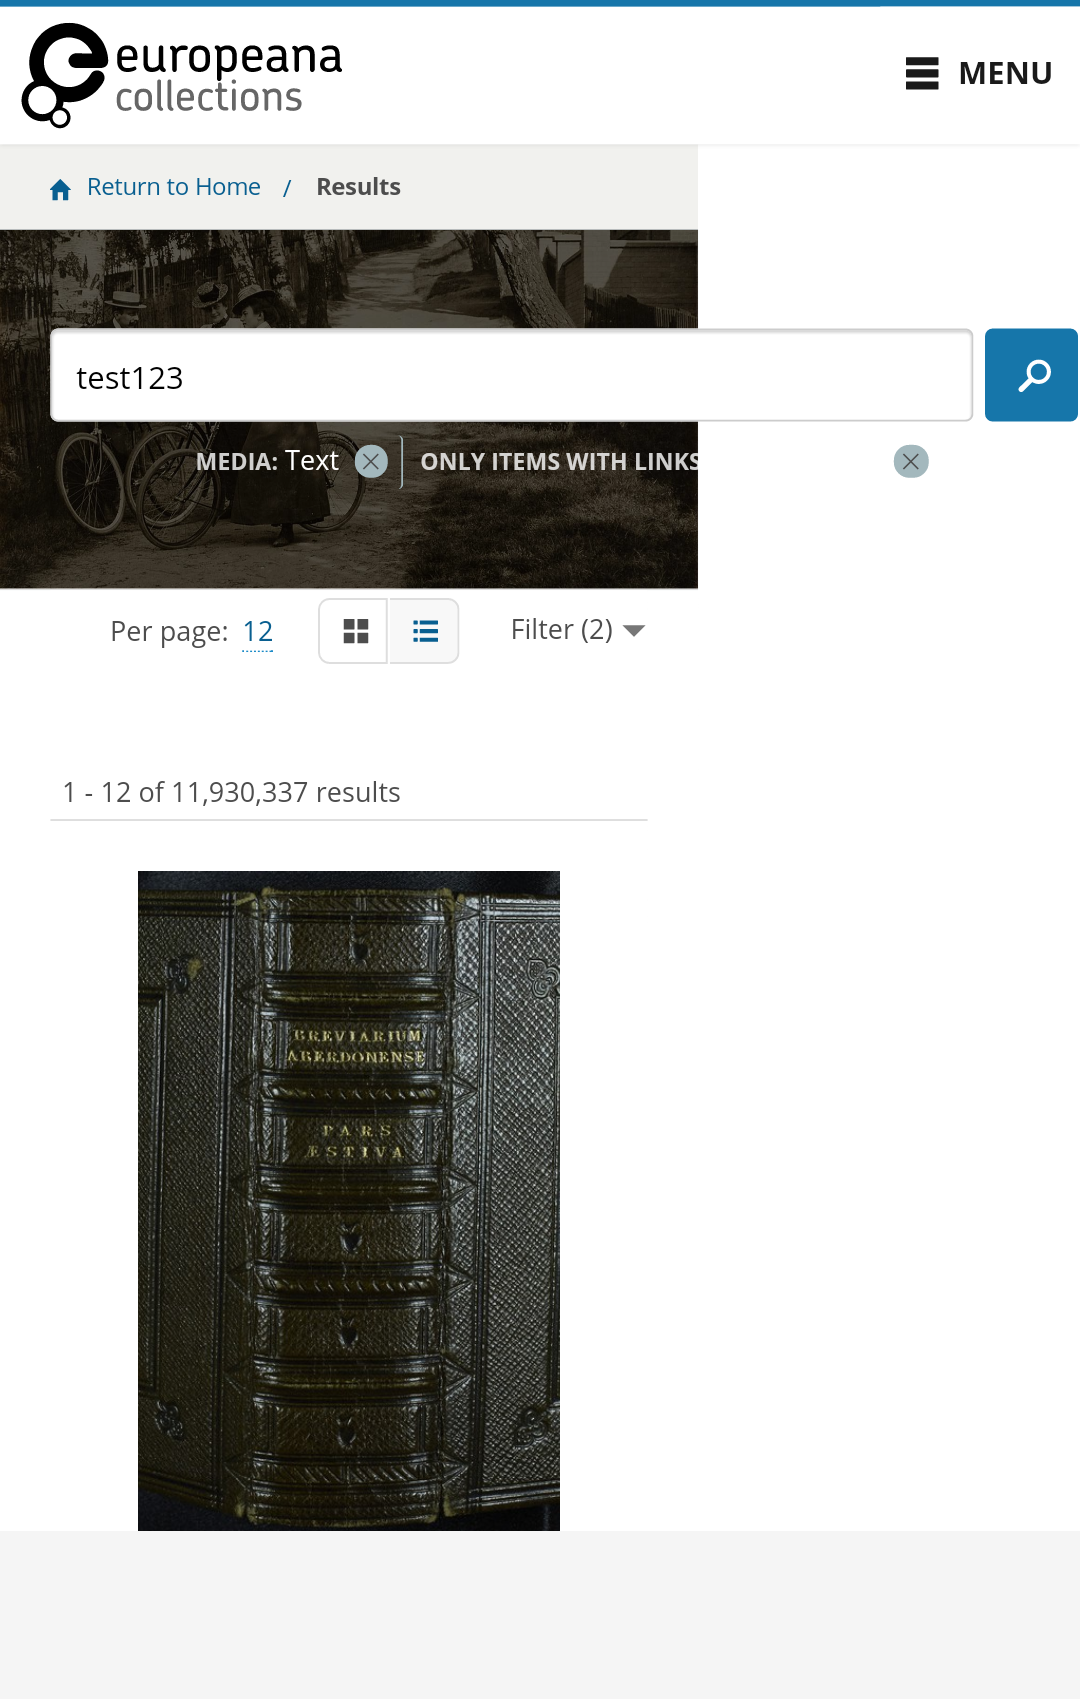 europeana
collections
MENU
Return to Home / Results
test123
MEDIA: Text
ONLY ITEMS WITH LINKS
Per page: 12
Filter (2)
1 - 12 of 11,930,337 results
BREVIARIUM
ABERDONENSE
PARS
ÆSTIVA